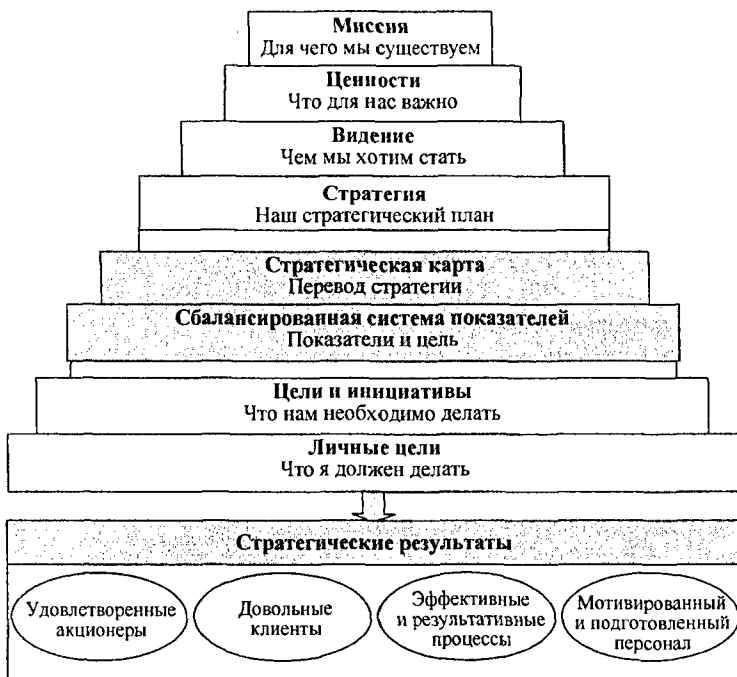 Миссия
Для чего мы существуем
Ценности
Что для нас важно
Видение
Чем мы хотим стать
Стратегия
Наш стратегический план
Стратегическая карта
Перевод стратегии
Сбалансированная система показателей
Показатели и цель
Цели и инициативы
Что нам необходимо делать
Личные цели
Что я должен делать
Стратегические результаты
Удовлетворенные
акционеры
Довольные
клиенты
Эффективные
и результативные
процессы
Мотивированный
и подготовленный
персонал